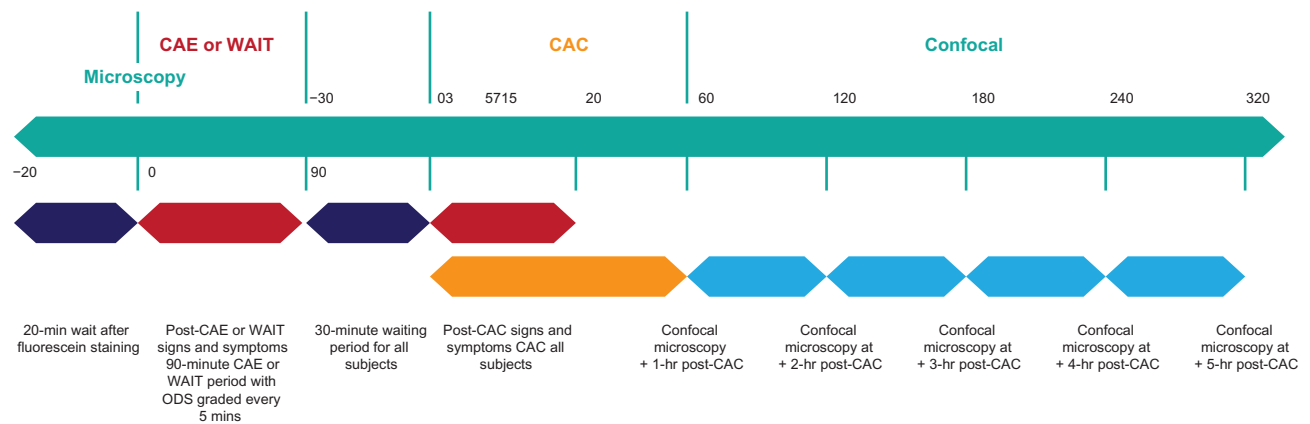 CAE or WAIT
CAC
Confocal
Microscopy
−30
03
5715
20
60
120
180
240
320
−20
0
90
20-min wait after
fluorescein staining
Post-CAE or WAIT
signs and symptoms
90-minute CAE or
WAIT period with
ODS graded every
5 mins
30-minute waiting
period for all
subjects
Post-CAC signs and
symptoms CAC all
subjects
Confocal
microscopy
+ 1-hr post-CAC
Confocal
microscopy at
+ 2-hr post-CAC
Confocal
microscopy at
+ 3-hr post-CAC
Confocal
microscopy at
+ 4-hr post-CAC
Confocal
microscopy at
+ 5-hr post-CAC